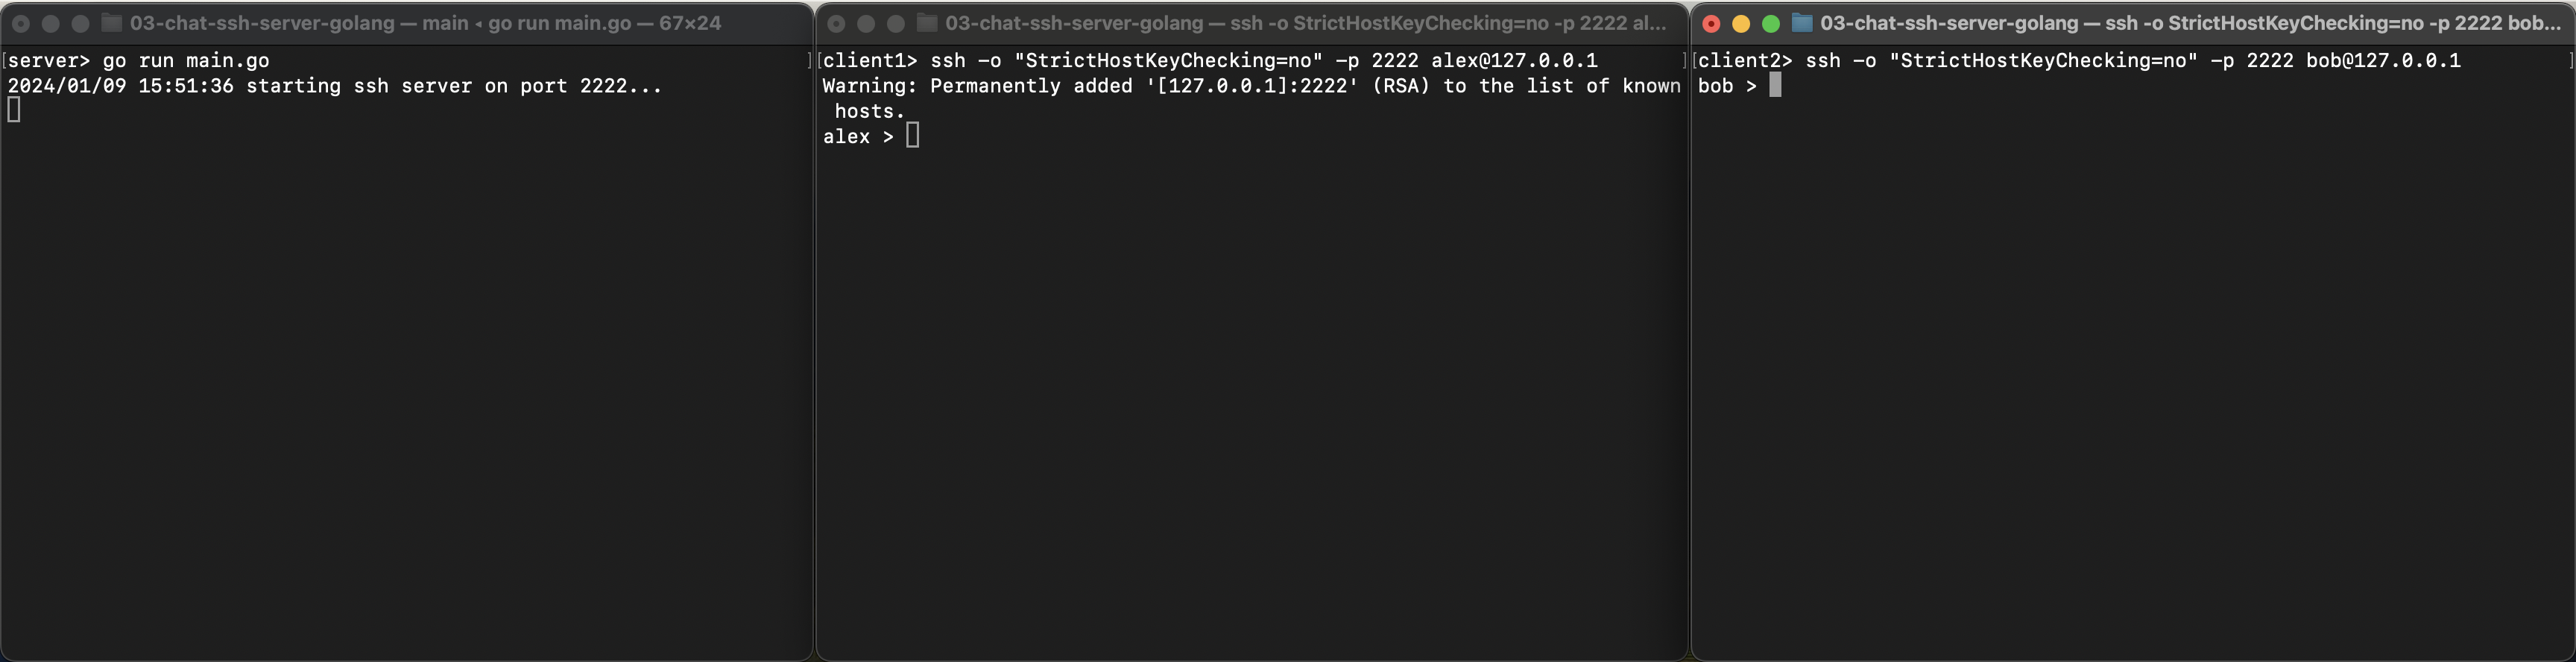 03-chat-ssh-server-golang — main ◂ go run main.go — 67×24
[server> go run main.go ]
2024/01/09 15:51:36 starting ssh server on port 2222...
03-chat-ssh-server-golang — ssh -o StrictHostKeyChecking=no -p 2222 al...
[client1> ssh -o "StrictHostKeyChecking=no" -p 2222 alex@127.0.0.1 ]
Warning: Permanently added '[127.0.0.1]:2222' (RSA) to the list of known
hosts.
alex >
03-chat-ssh-server-golang — ssh -o StrictHostKeyChecking=no -p 2222 bob...
[client2> ssh -o "StrictHostKeyChecking=no" -p 2222 bob@127.0.0.1 ]
bob >